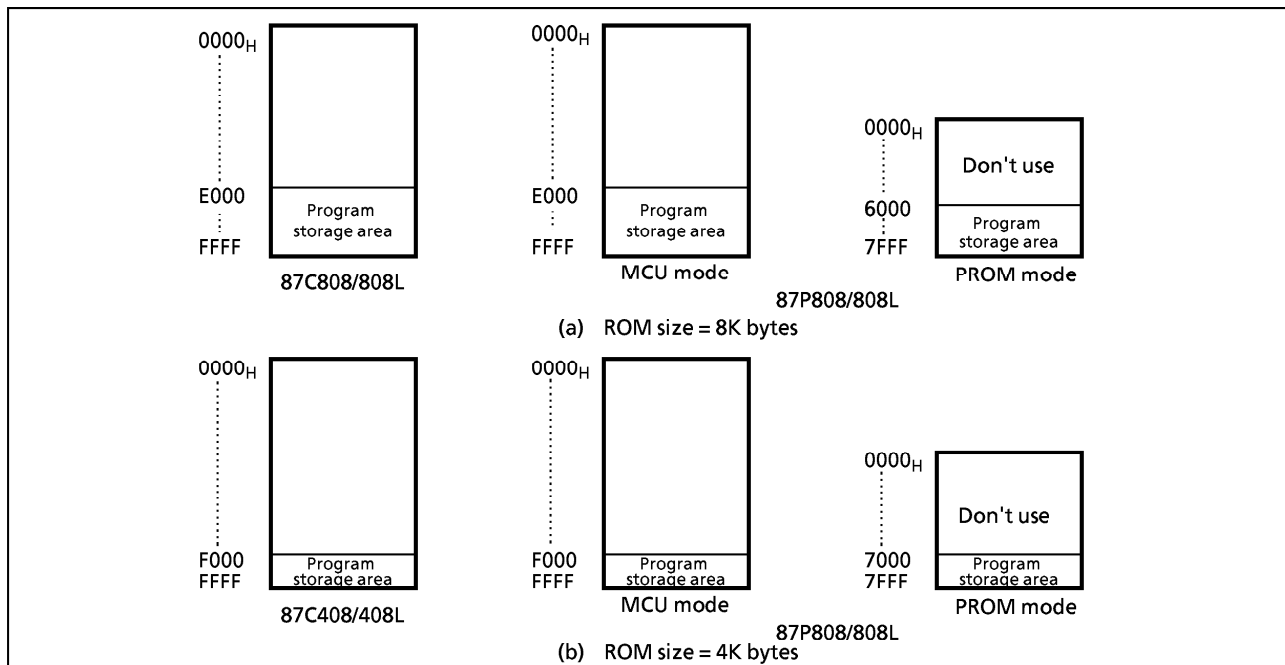 0000H
E000
FFFF
Program
storage area
87C808/808L
0000H
E000
FFFF
Program
storage area
MCU mode
0000H
Don't use
6000
7FFF
Program
storage area
PROM mode
87P808/808L
(a) ROM size = 8K bytes
0000H
F000
FFFF
Program
storage area
87C408/408L
0000H
F000
FFFF
Program
storage area
MCU mode
0000H
Don't use
7000
7FFF
Program
storage area
PROM mode
87P808/808L
(b) ROM size = 4K bytes